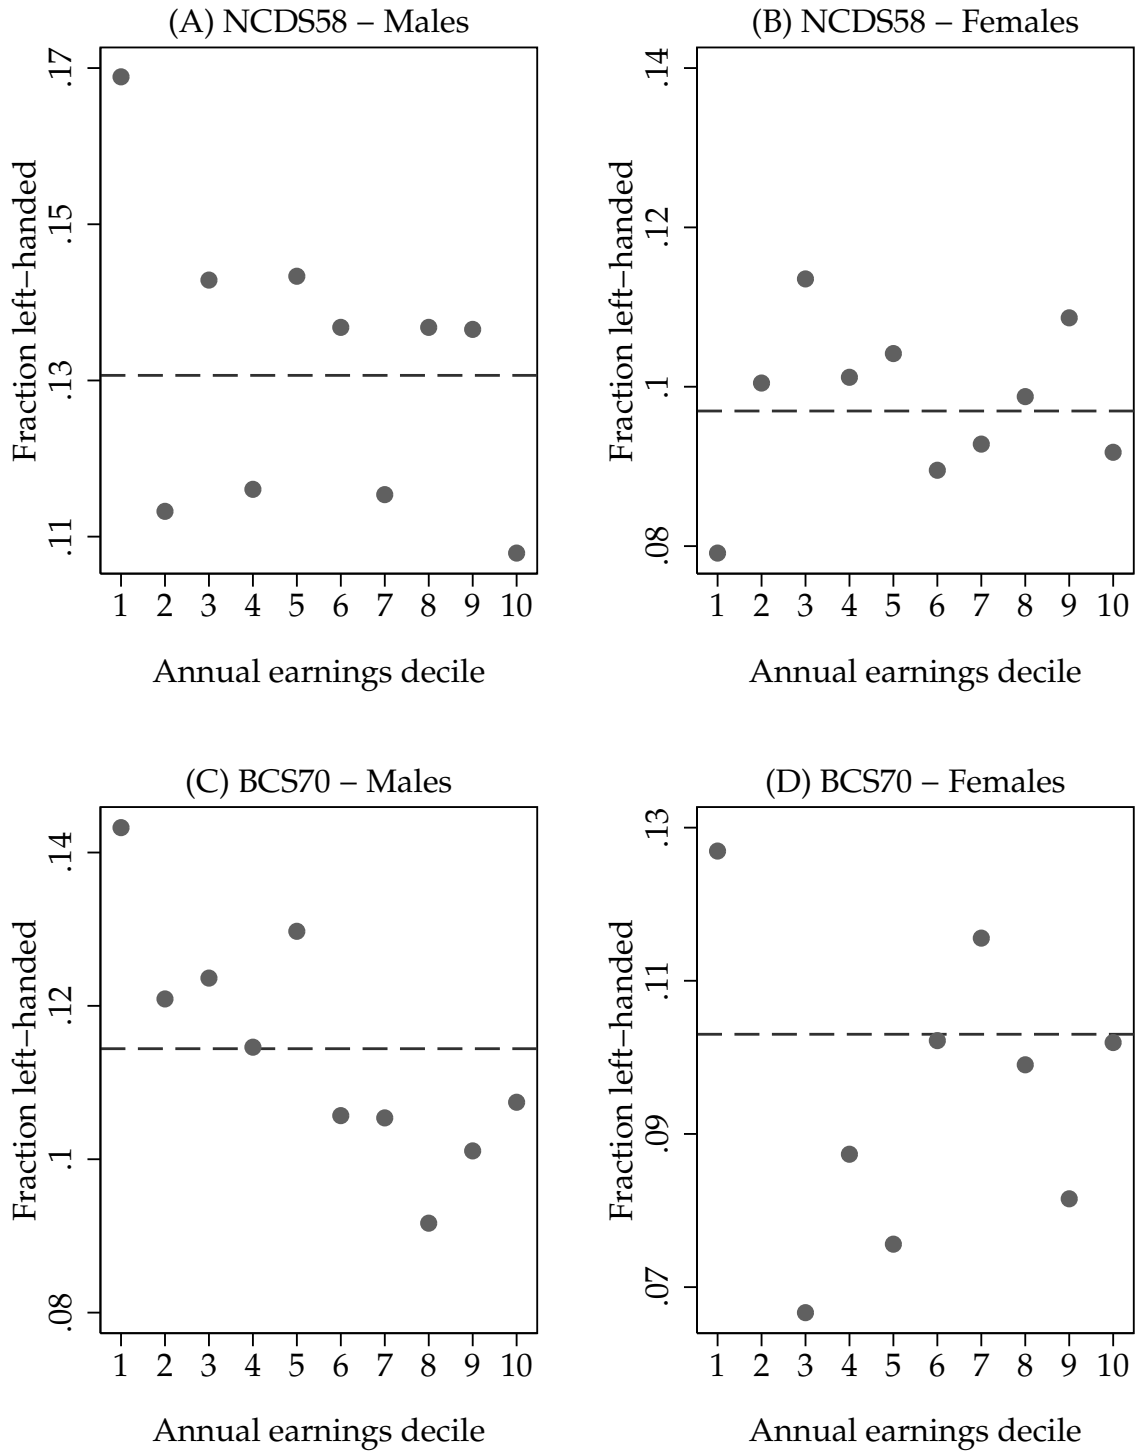 (A) NCDS58 – Males
Fraction left−handed
.17
.15
.13
.11
1 2 3 4 5 6 7 8 9 10
Annual earnings decile
(B) NCDS58 – Females
Fraction left−handed
.14
.12
.1
.08
1 2 3 4 5 6 7 8 9 10
Annual earnings decile
(C) BCS70 – Males
Fraction left−handed
.14
.12
.1
.08
1 2 3 4 5 6 7 8 9 10
Annual earnings decile
(D) BCS70 – Females
Fraction left−handed
.13
.11
.09
.07
1 2 3 4 5 6 7 8 9 10
Annual earnings decile